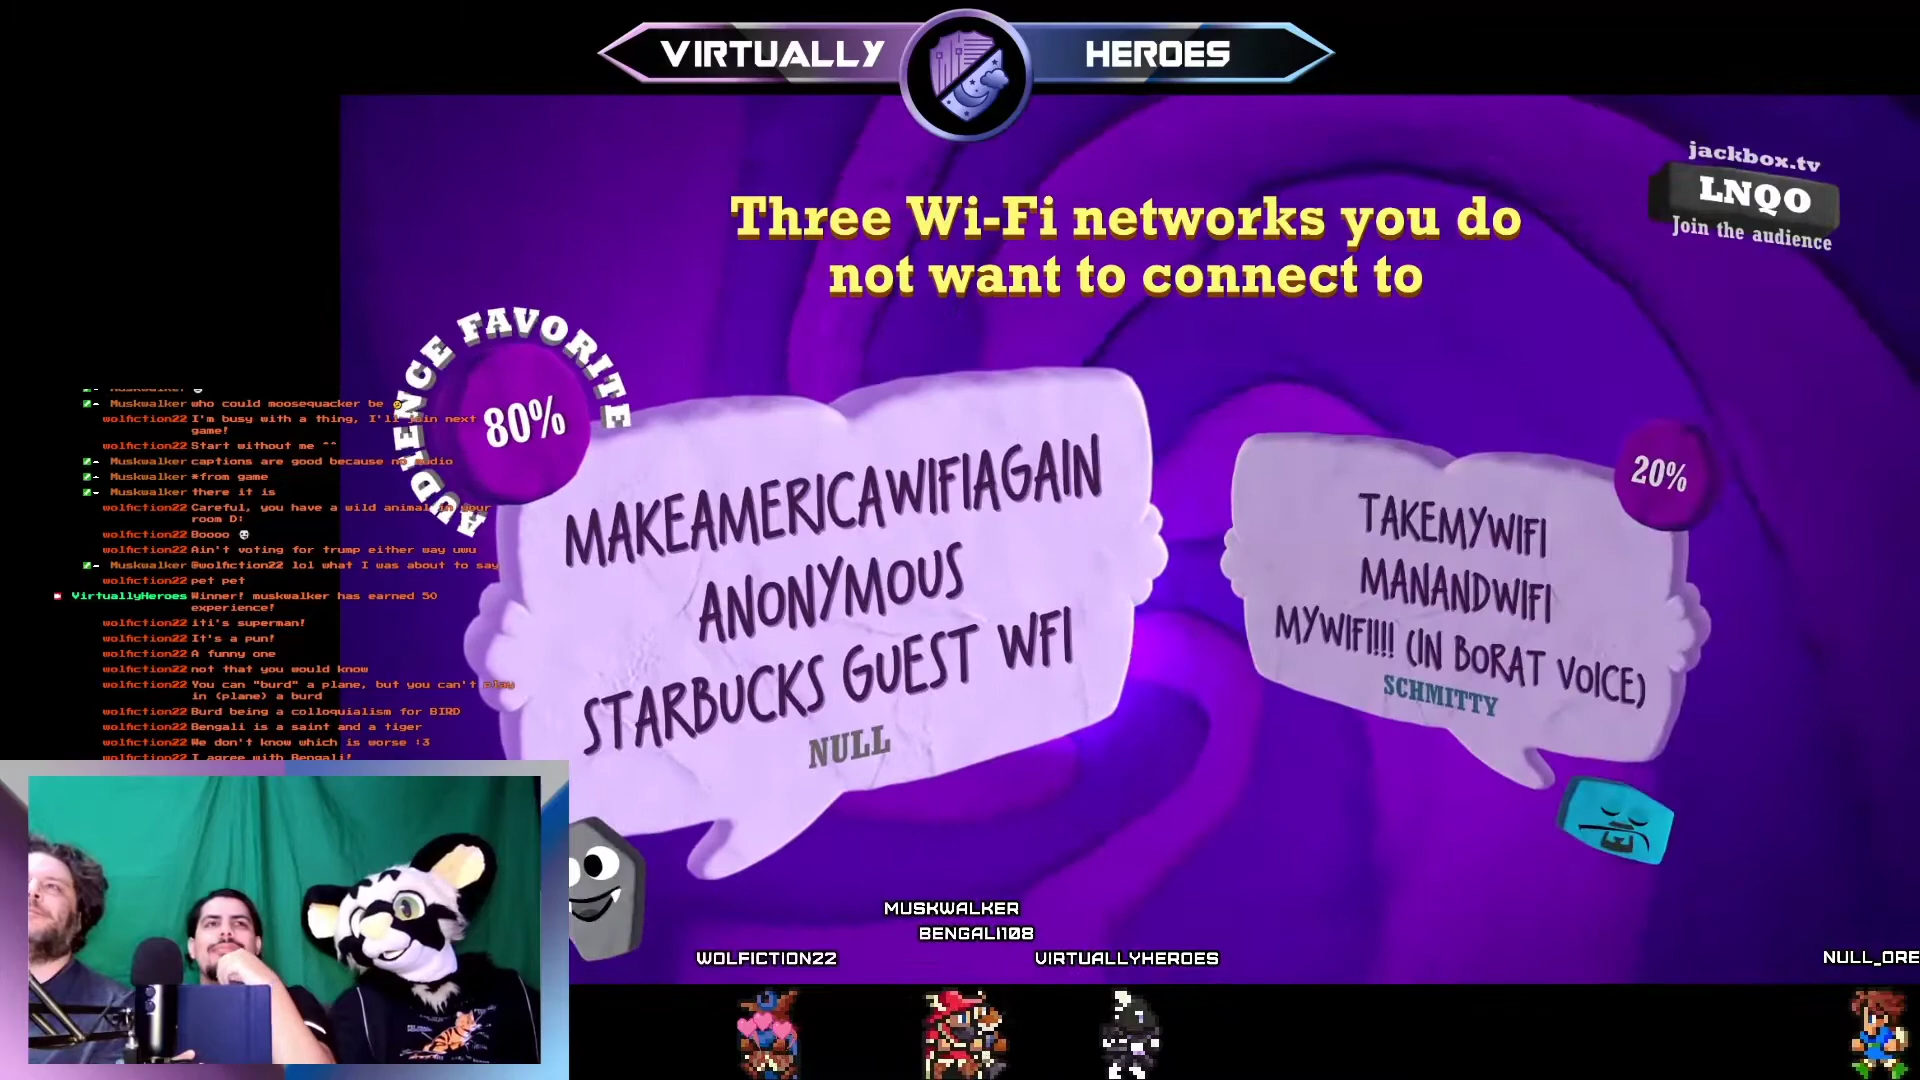 VIRTUALLY HEROES
jackbox.tv
LNQO
Join the audience
Three Wi-Fi networks you do
not want to connect to
AUDIENCE FAVORITE
80%
MAKEAMERICAWIFIAGAIN
ANONYMOUS
STARBUCKS GUEST WFI
NULL
20%
TAKEMYWIFI
MANANDWIFI
MYWIFI!!!! (IN BORAT VOICE)
SCHMITTY
Muskwalker
Muskwalker who could moosequacker be
wolfiction22 I'm busy with a thing, I'll join next
game!
wolfiction22 Start without me ^^
Muskwalker captions are good because no audio
Muskwalker *from game
Muskwalker there it is
wolfiction22 Careful, you have a wild animal in your
room D:
wolfiction22 Boooo
wolfiction22 Ain't voting for trump either way uwu
Muskwalker @wolfiction22 lol what I was about to say
wolfiction22 pet pet
VirtuallyHeroes Winner! muskwalker has earned 50
experience!
wolfiction22 iti's superman!
wolfiction22 It's a pun!
wolfiction22 A funny one
wolfiction22 not that you would know
wolfiction22 You can "burd" a plane, but you can't play
in (plane) a burd
wolfiction22 Burd being a colloquialism for BIRD
wolfiction22 Bengali is a saint and a tiger
wolfiction22 We don't know which is worse :3
wolfiction22 I agree with Bengali!
MUSKWALKER
BENGALI108
WOLFICTION22
VIRTUALLYHEROES
NULL_ORE